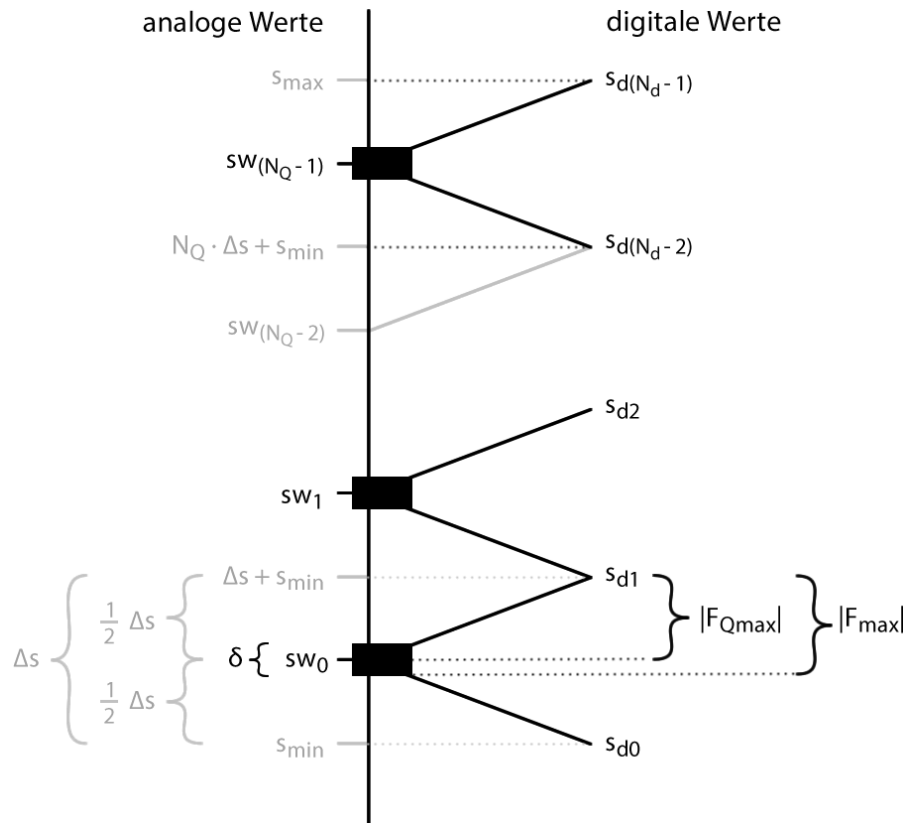 analoge Werte digitale Werte
s_max s_d(N_d - 1)
sw_(N_Q - 1)
N_Q · Δs + s_min s_d(N_d - 2)
sw_(N_Q - 2)
s_d2
sw_1
Δs + s_min s_d1
1/2 Δs |F_Qmax| |F_max|
Δs δ { sw_0
1/2 Δs
s_min s_d0